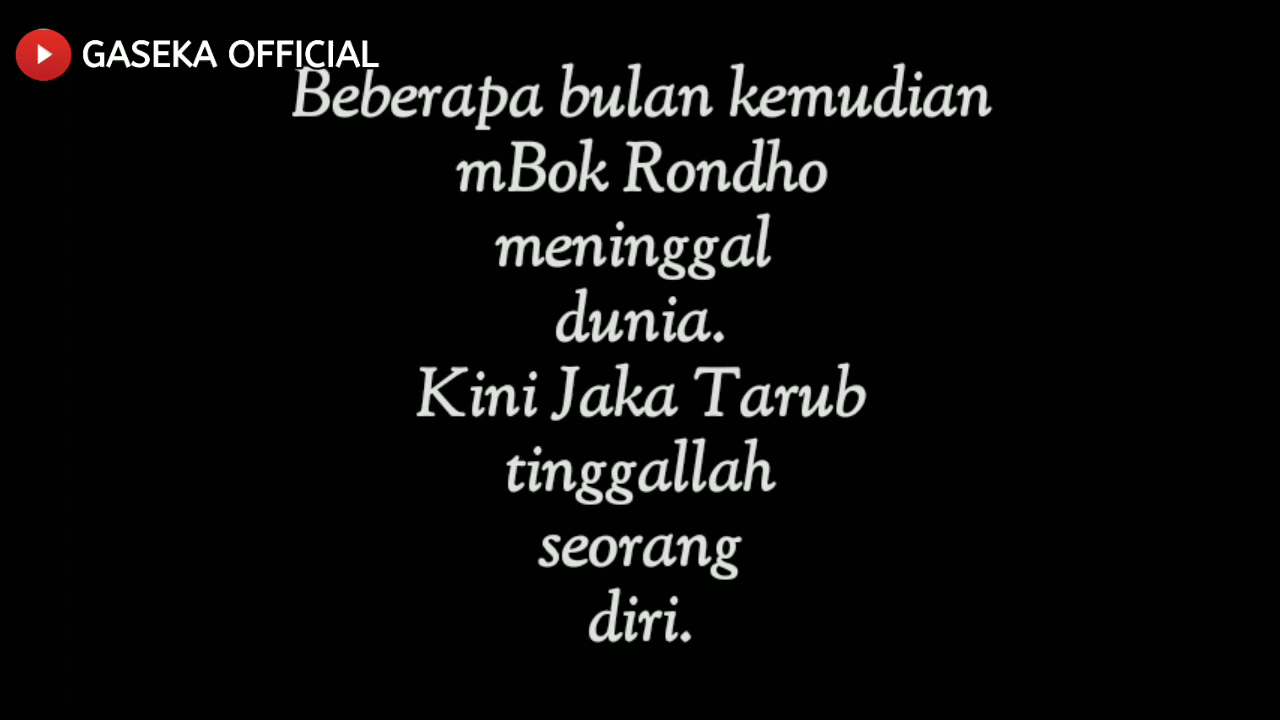 GASEKA OFFICIAL
Beberapa bulan kemudian
mBok Rondho
meninggal
dunia.
Kini Jaka Tarub
tinggallah
seorang
diri.